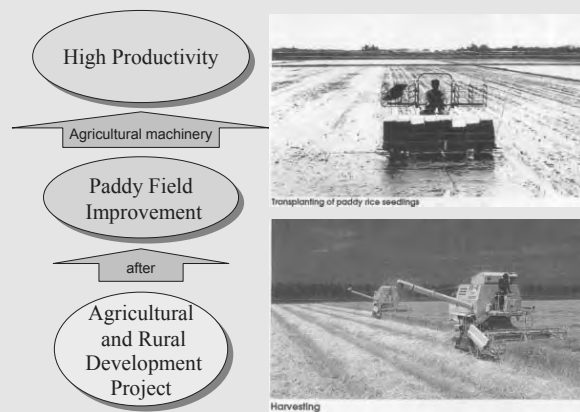 High Productivity
Agricultural machinery
Paddy Field
Improvement
after
Agricultural
and Rural
Development
Project
Transplanting of paddy rice seedlings
Harvesting